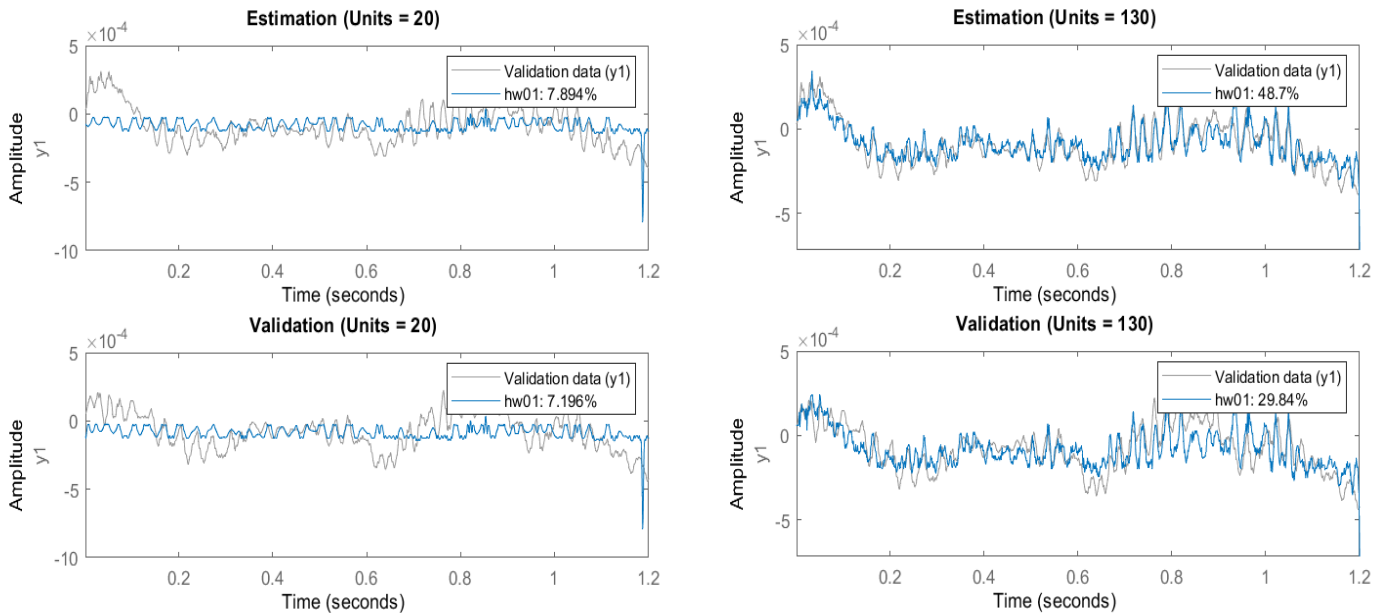 Estimation (Units = 20)
×10-4
5
0
-5
-10
Amplitude
y1
Validation data (y1)
hw01: 7.894%
0.2 0.4 0.6 0.8 1 1.2
Time (seconds)
Estimation (Units = 130)
×10-4
5
0
-5
Amplitude
y1
Validation data (y1)
hw01: 48.7%
0.2 0.4 0.6 0.8 1 1.2
Time (seconds)
Validation (Units = 20)
×10-4
5
0
-5
-10
Amplitude
y1
Validation data (y1)
hw01: 7.196%
0.2 0.4 0.6 0.8 1 1.2
Time (seconds)
Validation (Units = 130)
×10-4
5
0
-5
Amplitude
y1
Validation data (y1)
hw01: 29.84%
0.2 0.4 0.6 0.8 1 1.2
Time (seconds)